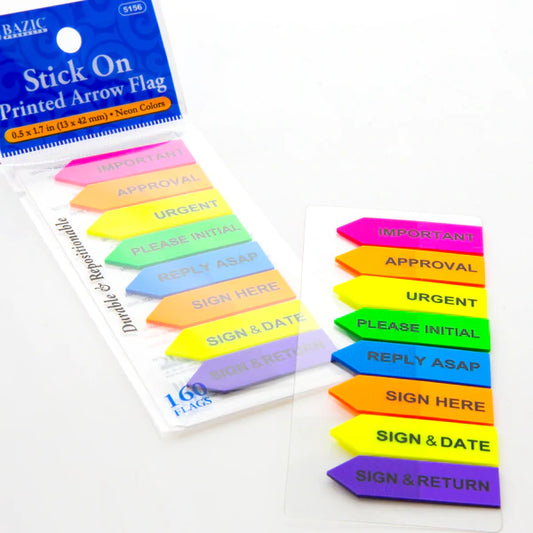 BAZIC
PRODUCTS
5156
Stick On
Printed Arrow Flag
0.5 x 1.7 in (13 x 42 mm) • Neon Colors
Durable & Repositionable
IMPORTANT
APPROVAL
URGENT
PLEASE INITIAL
REPLY ASAP
SIGN HERE
SIGN & DATE
SIGN & RETURN
160
FLAGS
IMPORTANT
APPROVAL
URGENT
PLEASE INITIAL
REPLY ASAP
SIGN HERE
SIGN & DATE
SIGN & RETURN